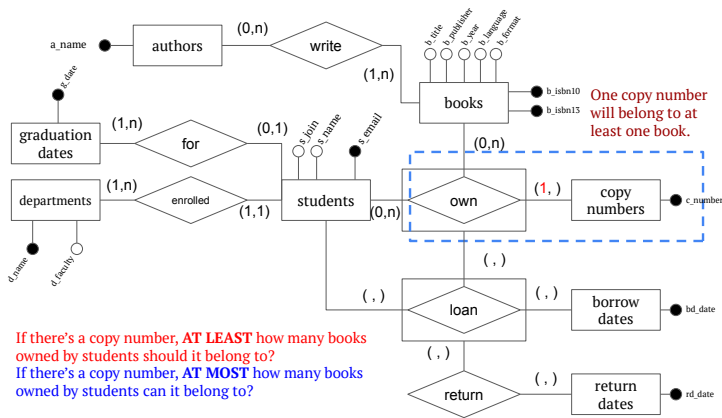 a_name
authors
(0,n)
write
(1,n)
b_title
b_publisher
b_year
b_language
b_format
books
b_isbn10
b_isbn13
One copy number
will belong to at
least one book.
g_date
graduation
dates
(1,n)
for
(0,1)
s_join
s_name
s_email
(0,n)
departments
(1,n)
enrolled
(1,1)
students
(0,n)
own
(1, )
copy
numbers
c_number
d_name
d_faculty
( , )
( , )
loan
( , )
borrow
dates
bd_date
If there's a copy number, AT LEAST how many books
owned by students should it belong to?
If there's a copy number, AT MOST how many books
owned by students can it belong to?
( , )
return
( , )
return
dates
rd_date